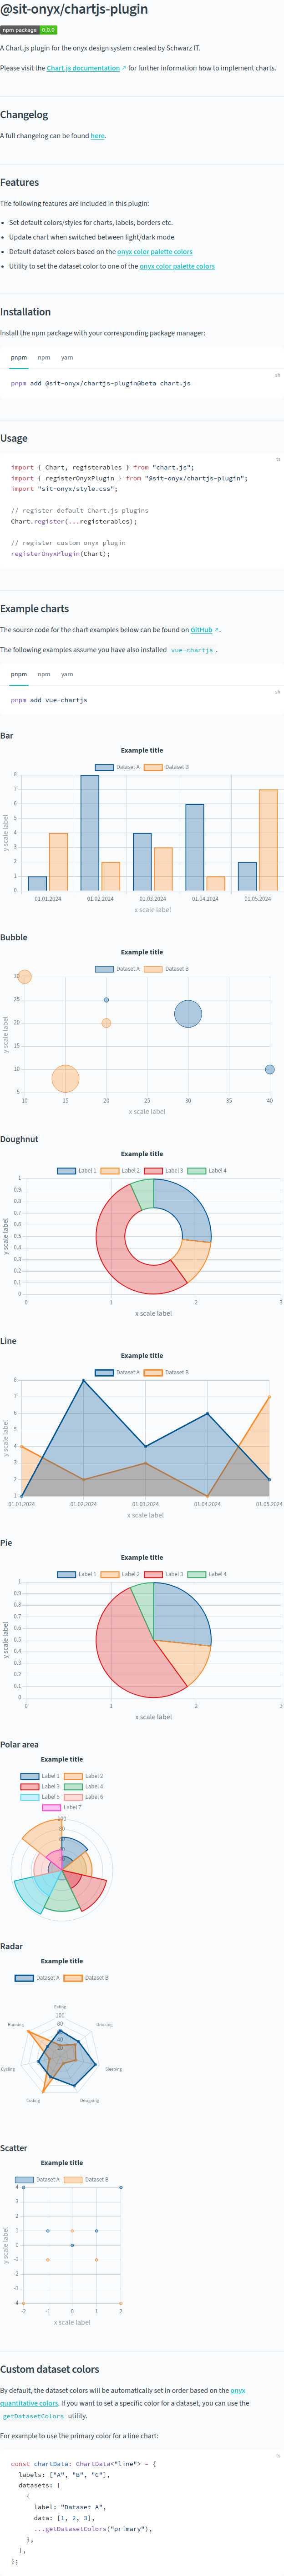 @sit-onyx/chartjs-plugin
npm package 0.0.0
A Chart.js plugin for the onyx design system created by Schwarz IT.
Please visit the Chart.js documentation ↗ for further information how to implement charts.
Changelog
A full changelog can be found here.
Features
The following features are included in this plugin:
• Set default colors/styles for charts, labels, borders etc.
• Update chart when switched between light/dark mode
• Default dataset colors based on the onyx color palette colors
• Utility to set the dataset color to one of the onyx color palette colors
Installation
Install the npm package with your corresponding package manager:
pnpm npm yarn
sh
pnpm add @sit-onyx/chartjs-plugin@beta chart.js
Usage
ts
import { Chart, registerables } from "chart.js";
import { registerOnyxPlugin } from "@sit-onyx/chartjs-plugin";
import "sit-onyx/style.css";
// register default Chart.js plugins
Chart.register(...registerables);
// register custom onyx plugin
registerOnyxPlugin(Chart);
Example charts
The source code for the chart examples below can be found on GitHub ↗.
The following examples assume you have also installed vue-chartjs .
pnpm npm yarn
sh
pnpm add vue-chartjs
Bar
Example title
Dataset A Dataset B
y scale label
8
7
6
5
4
3
2
1
0
01.01.2024 01.02.2024 01.03.2024 01.04.2024 01.05.2024
x scale label
Bubble
Example title
Dataset A Dataset B
y scale label
30
25
20
15
10
5
10 15 20 25 30 35 40
x scale label
Doughnut
Example title
Label 1 Label 2 Label 3 Label 4
y scale label
1
0.9
0.8
0.7
0.6
0.5
0.4
0.3
0.2
0.1
0
0 1 2 3
x scale label
Line
Example title
Dataset A Dataset B
y scale label
8
7
6
5
4
3
2
1
01.01.2024 01.02.2024 01.03.2024 01.04.2024 01.05.2024
x scale label
Pie
Example title
Label 1 Label 2 Label 3 Label 4
y scale label
1
0.9
0.8
0.7
0.6
0.5
0.4
0.3
0.2
0.1
0
0 1 2 3
x scale label
Polar area
Example title
Label 1 Label 2
Label 3 Label 4
Label 5 Label 6
Label 7
100
80
Radar
Example title
Dataset A Dataset B
Eating
Running Drinking
100
80
60
40
20
Cycling Sleeping
Coding Designing
Scatter
Example title
Dataset A Dataset B
y scale label
4
3
2
1
0
-1
-2
-3
-4
-2 -1 0 1 2
x scale label
Custom dataset colors
By default, the dataset colors will be automatically set in order based on the onyx
quantitative colors. If you want to set a specific color for a dataset, you can use the
getDatasetColors utility.
For example to use the primary color for a line chart:
ts
const chartData: ChartData<"line"> = {
labels: ["A", "B", "C"],
datasets: [
{
label: "Dataset A",
data: [1, 2, 3],
...getDatasetColors("primary"),
},
],
};